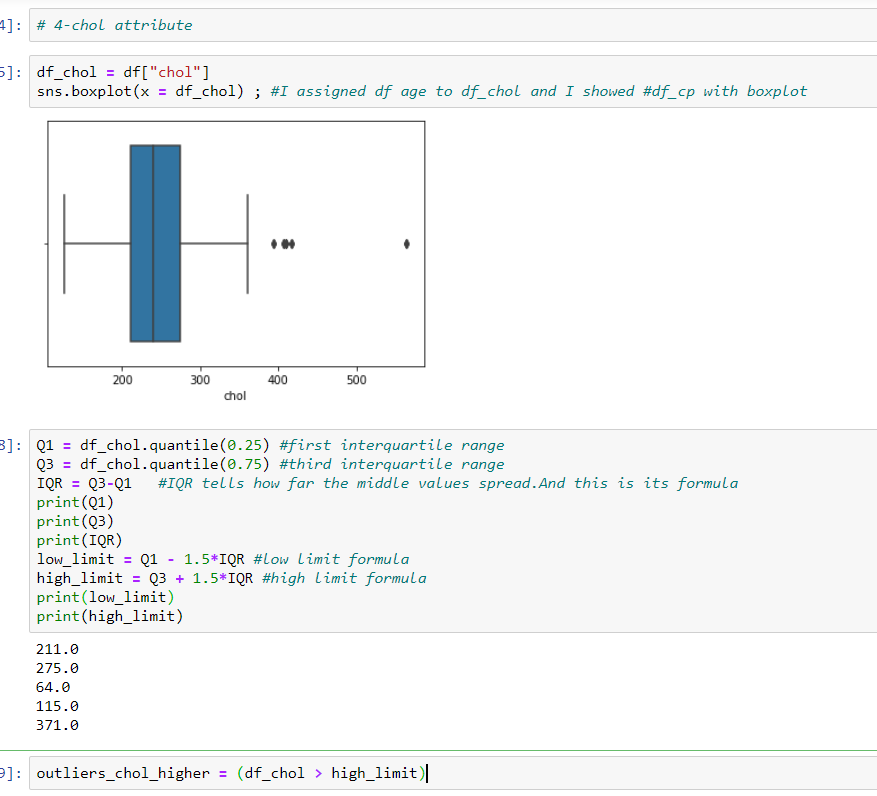 4]: # 4-chol attribute
5]: df_chol = df["chol"]
sns.boxplot(x = df_chol) ; #I assigned df age to df_chol and I showed #df_cp with boxplot
200 300 400 500
chol
8]: Q1 = df_chol.quantile(0.25) #first interquartile range
Q3 = df_chol.quantile(0.75) #third interquartile range
IQR = Q3-Q1 #IQR tells how far the middle values spread.And this is its formula
print(Q1)
print(Q3)
print(IQR)
low_limit = Q1 - 1.5*IQR #low limit formula
high_limit = Q3 + 1.5*IQR #high limit formula
print(low_limit)
print(high_limit)
211.0
275.0
64.0
115.0
371.0
9]: outliers_chol_higher = (df_chol > high_limit)